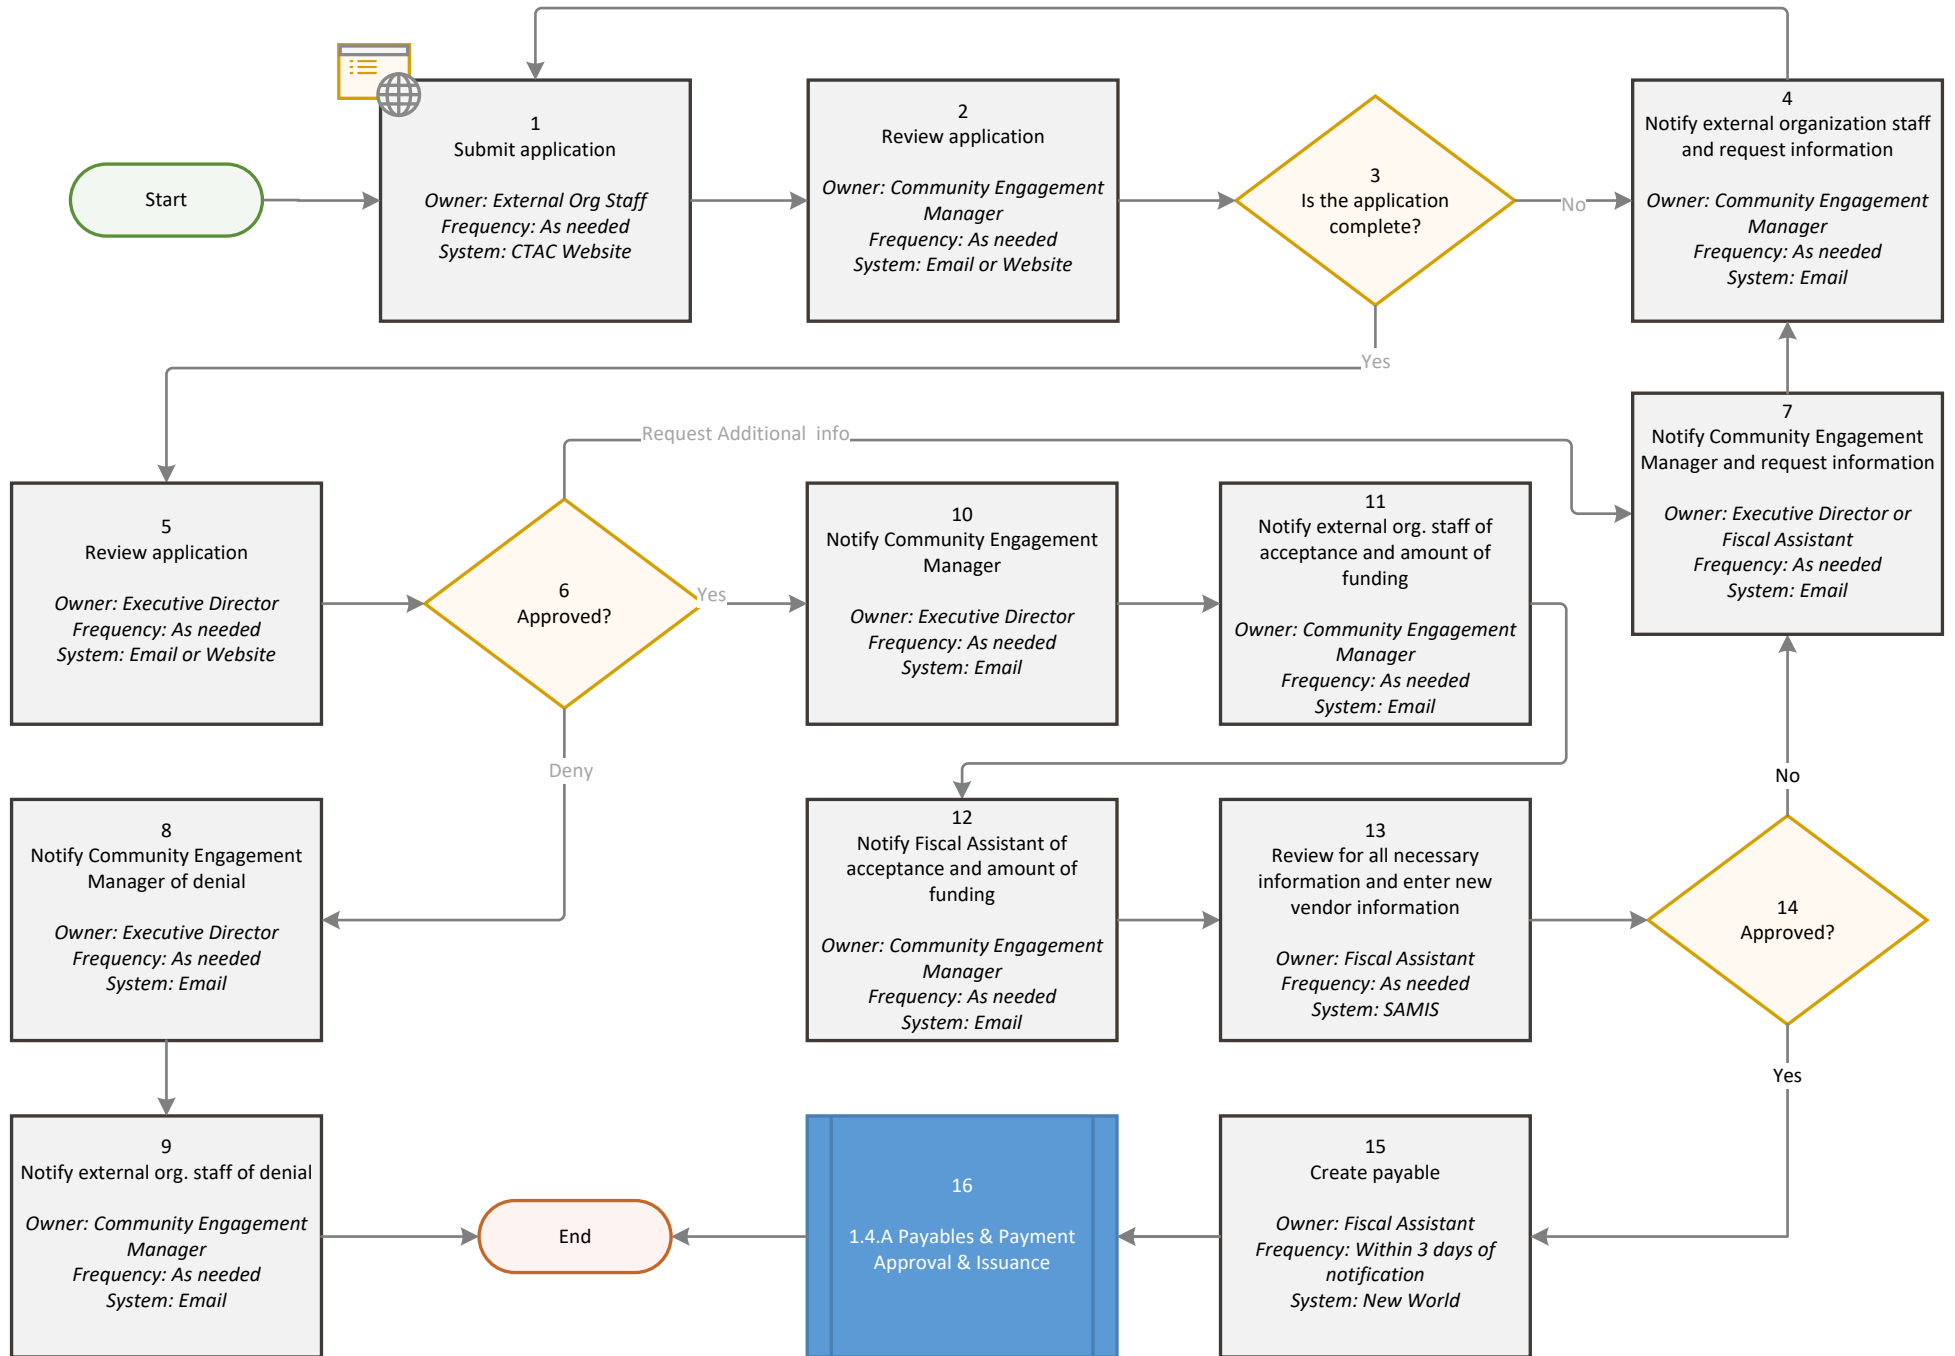 Start
1
Submit application
Owner: External Org Staff
Frequency: As needed
System: CTAC Website
2
Review application
Owner: Community Engagement
Manager
Frequency: As needed
System: Email or Website
3
Is the application
complete?
No
Yes
4
Notify external organization staff
and request information
Owner: Community Engagement
Manager
Frequency: As needed
System: Email
5
Review application
Owner: Executive Director
Frequency: As needed
System: Email or Website
6
Approved?
Request Additional  info
Yes
Deny
7
Notify Community Engagement
Manager and request information
Owner: Executive Director or
Fiscal Assistant
Frequency: As needed
System: Email
8
Notify Community Engagement
Manager of denial
Owner: Executive Director
Frequency: As needed
System: Email
9
Notify external org. staff of denial
Owner: Community Engagement
Manager
Frequency: As needed
System: Email
10
Notify Community Engagement
Manager
Owner: Executive Director
Frequency: As needed
System: Email
11
Notify external org. staff of
acceptance and amount of
funding
Owner: Community Engagement
Manager
Frequency: As needed
System: Email
12
Notify Fiscal Assistant of
acceptance and amount of
funding
Owner: Community Engagement
Manager
Frequency: As needed
System: Email
13
Review for all necessary
information and enter new
vendor information
Owner: Fiscal Assistant
Frequency: As needed
System: SAMIS
14
Approved?
No
Yes
15
Create payable
Owner: Fiscal Assistant
Frequency: Within 3 days of
notification
System: New World
16
1.4.A Payables & Payment
Approval & Issuance
End